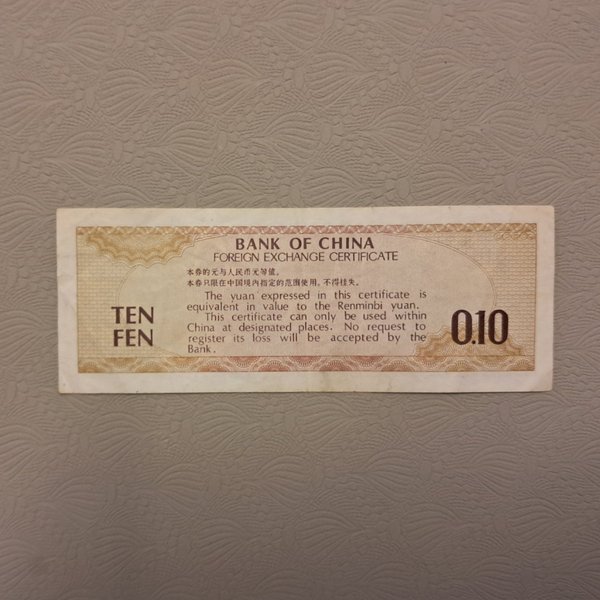 BANK OF CHINA
FOREIGN EXCHANGE CERTIFICATE
本券的元与人民币元等值。
本券只限在中国境内指定的范围使用，不得挂失。
The yuan expressed in this certificate is
equivalent in value to the Renminbi yuan.
This certificate can only be used within
China at designated places. No request to
register its loss will be accepted by the
Bank.
TEN
FEN
0.10